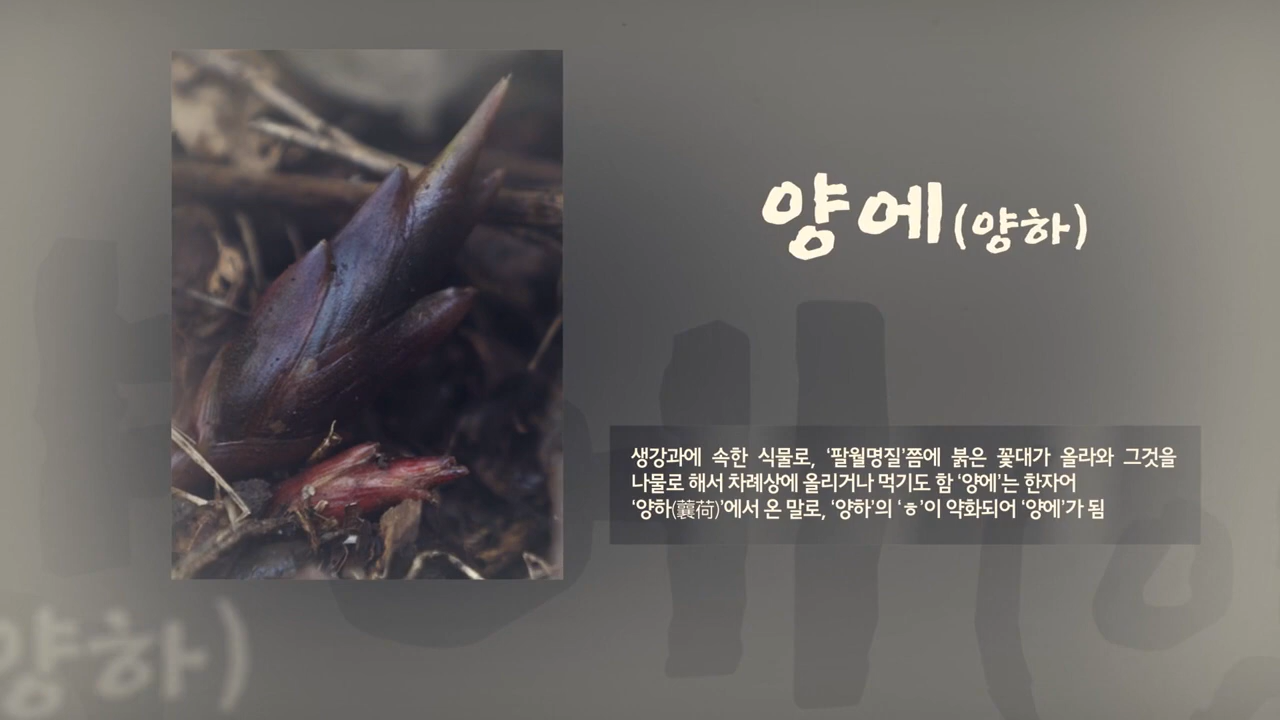 양에(양하)
생강과에 속한 식물로, ‘팔월명질’쯤에 붉은 꽃대가 올라와 그것을
나물로 해서 차례상에 올리거나 먹기도 함 ‘양에’는 한자어
‘양하(蘘荷)’에서 온 말로, ‘양하’의 ‘ㅎ’이 약화되어 ‘양에’가 됨
양하)